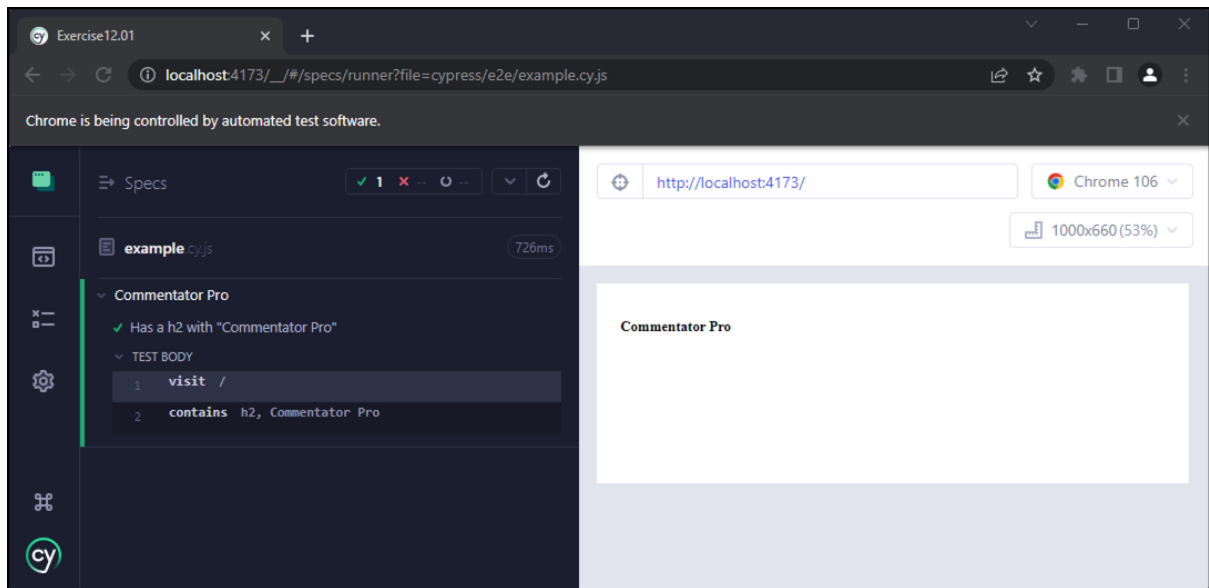 cy Exercise12.01
localhost:4173/__/#/specs/runner?file=cypress/e2e/example.cy.js
Chrome is being controlled by automated test software.
Specs
1 -- --
http://localhost:4173/
Chrome 106
1000x660 (53%)
example.cy.js
726ms
Commentator Pro
Has a h2 with "Commentator Pro"
TEST BODY
1 visit /
2 contains h2, Commentator Pro
Commentator Pro
cy